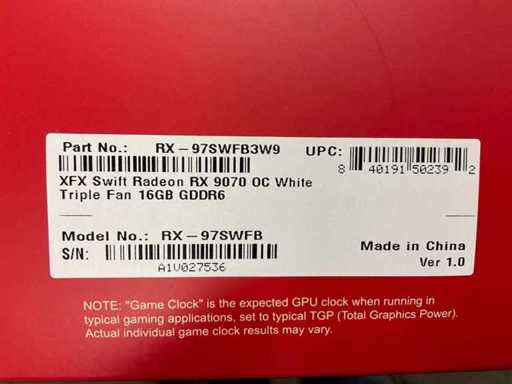 Part No.: RX-97SWFB3W9 UPC: 8 40191 50239 2
XFX Swift Radeon RX 9070 OC White
Triple Fan 16GB GDDR6
Model No.: RX-97SWFB
S/N:
A1V027536
Made in China
Ver 1.0
NOTE: "Game Clock" is the expected GPU clock when running in
typical gaming applications, set to typical TGP (Total Graphics Power).
Actual individual game clock results may vary.